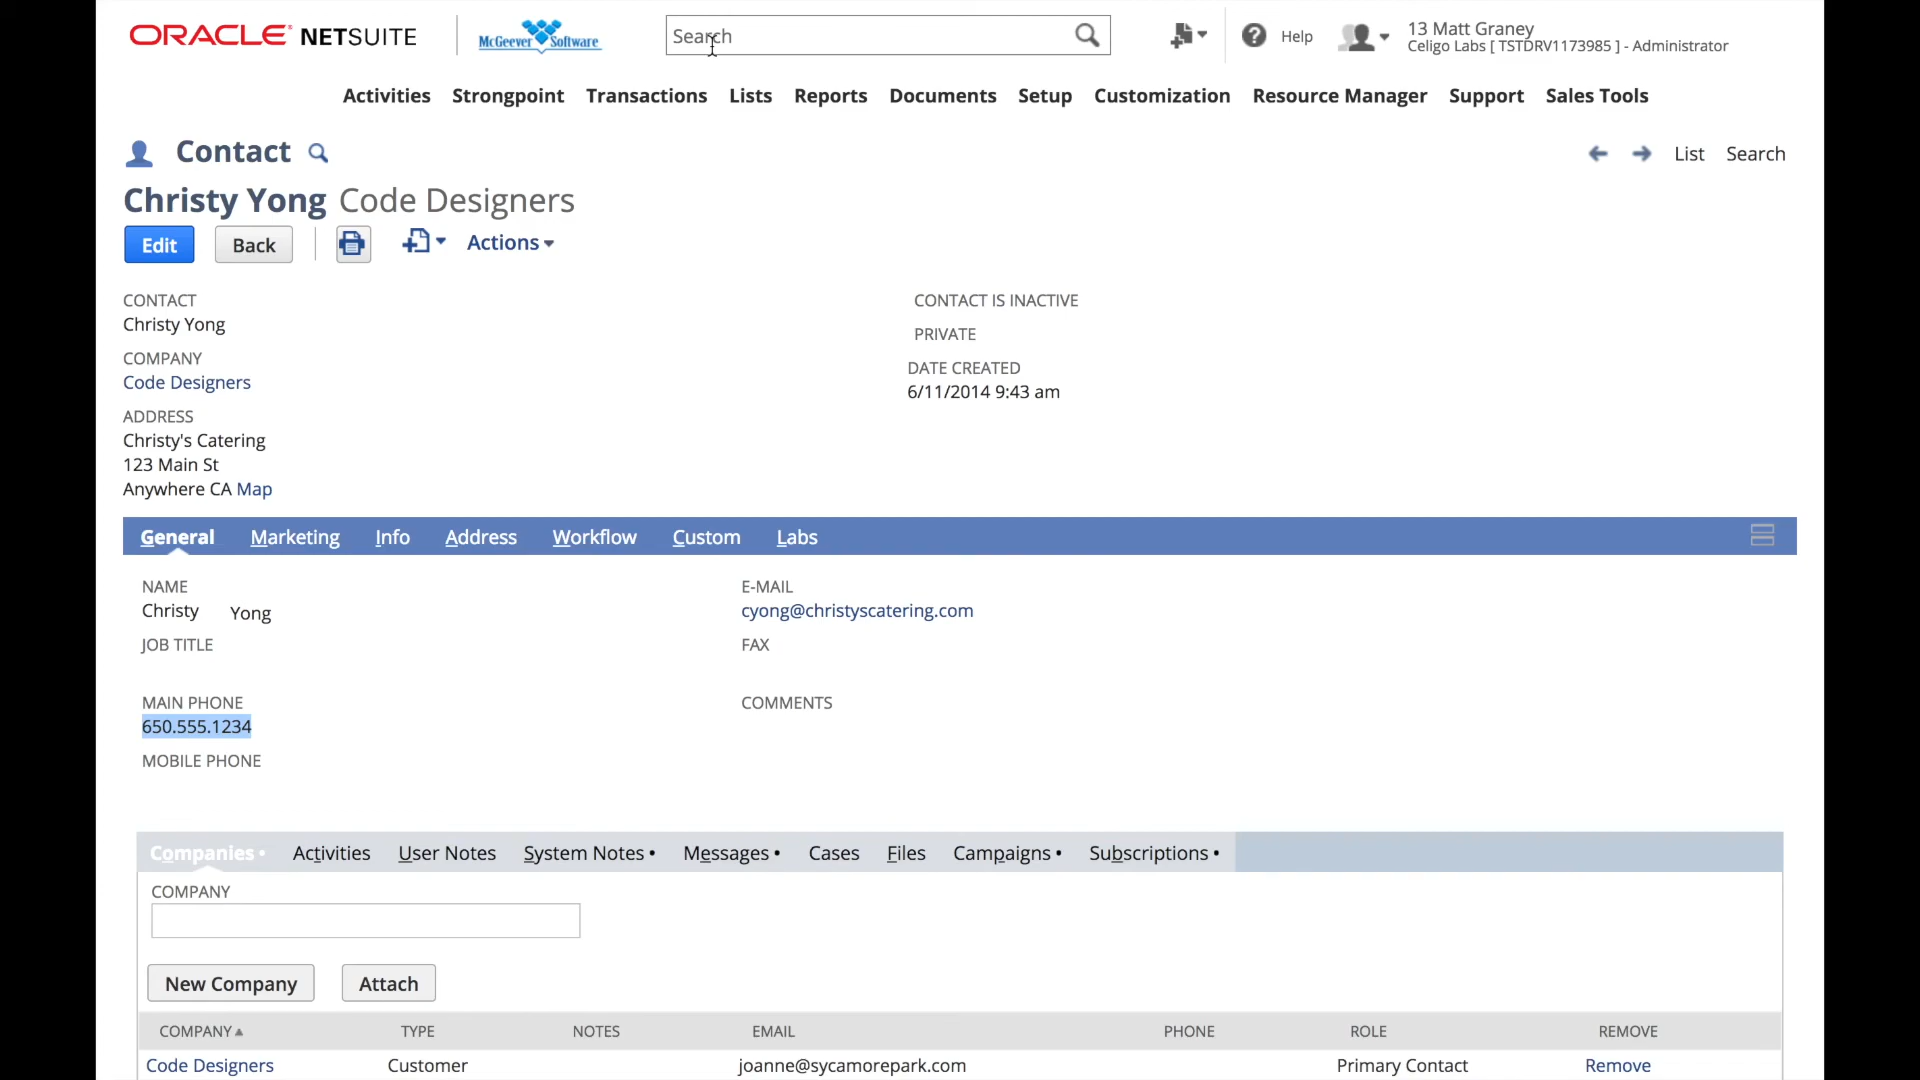 ORACLE NETSUITE
McGeever Software
Search
Help
13 Matt Graney
Celigo Labs [ TSTDRV1173985 ] - Administrator
Activities Strongpoint Transactions Lists Reports Documents Setup Customization Resource Manager Support Sales Tools
Contact
List Search
Christy Yong Code Designers
Edit Back Actions
CONTACT
Christy Yong
COMPANY
Code Designers
ADDRESS
Christy's Catering
123 Main St
Anywhere CA Map
CONTACT IS INACTIVE
PRIVATE
DATE CREATED
6/11/2014 9:43 am
General Marketing Info Address Workflow Custom Labs
NAME
Christy Yong
JOB TITLE
MAIN PHONE
650.555.1234
MOBILE PHONE
E-MAIL
cyong@christyscatering.com
FAX
COMMENTS
Companies • Activities User Notes System Notes • Messages • Cases Files Campaigns • Subscriptions •
COMPANY
New Company Attach
COMPANY TYPE NOTES EMAIL PHONE ROLE REMOVE
Code Designers Customer joanne@sycamorepark.com Primary Contact Remove